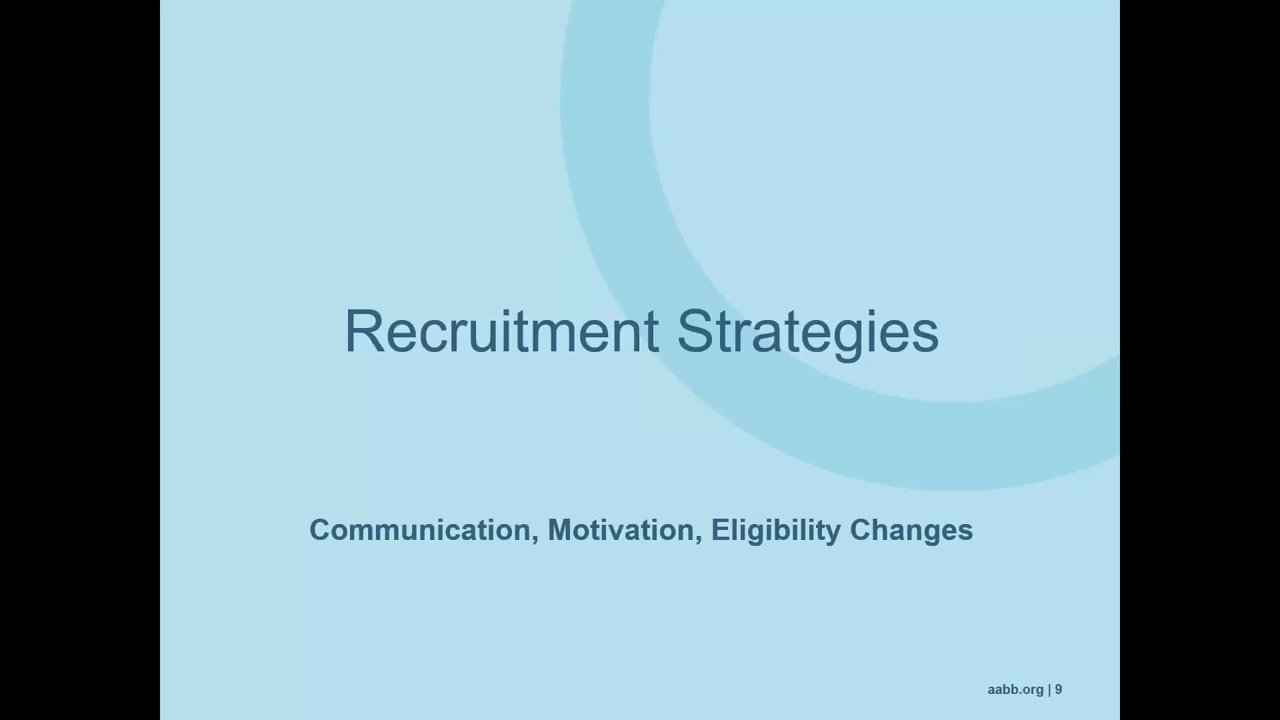 Recruitment Strategies
Communication, Motivation, Eligibility Changes
aabb.org | 9